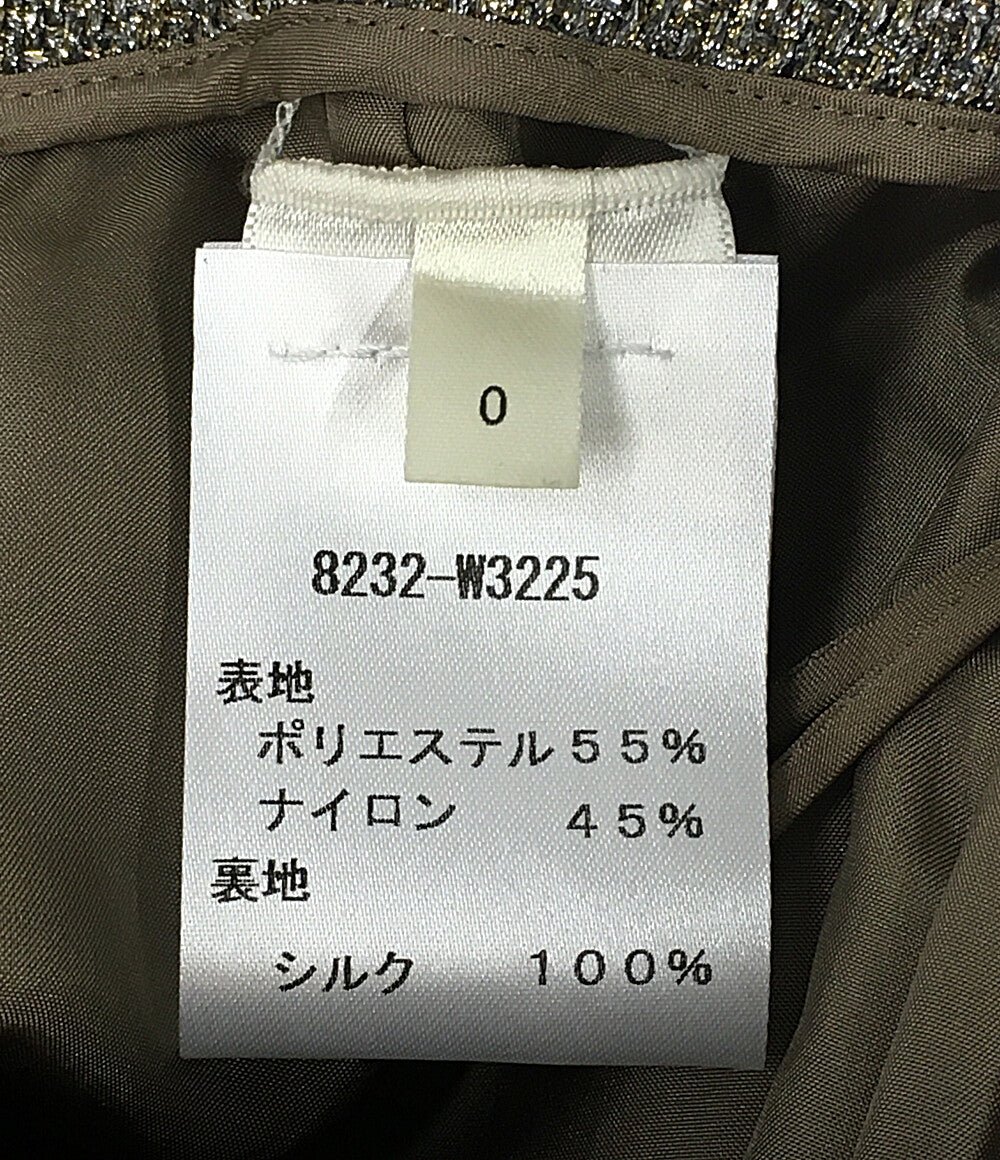 0
8232-W3225
表地
ポリエステル55%
ナイロン 45%
裏地
シルク 100%